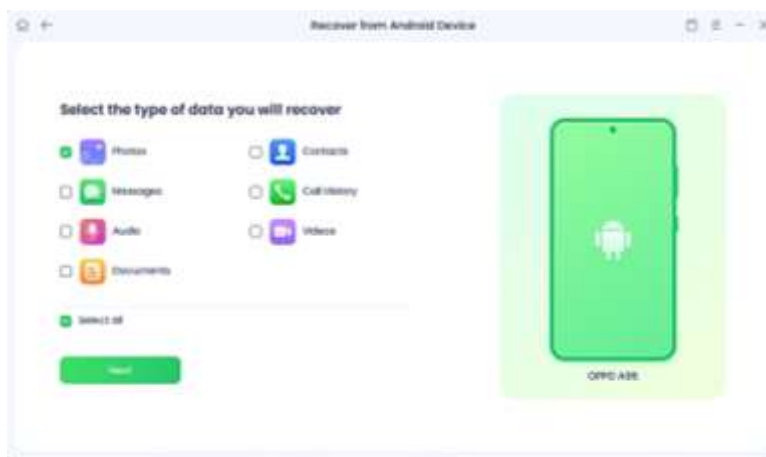 Recover from Android Device
Select the type of data you will recover
Photos
Contacts
Messages
Call History
Audio
Videos
Documents
Select All
Next
OPPO